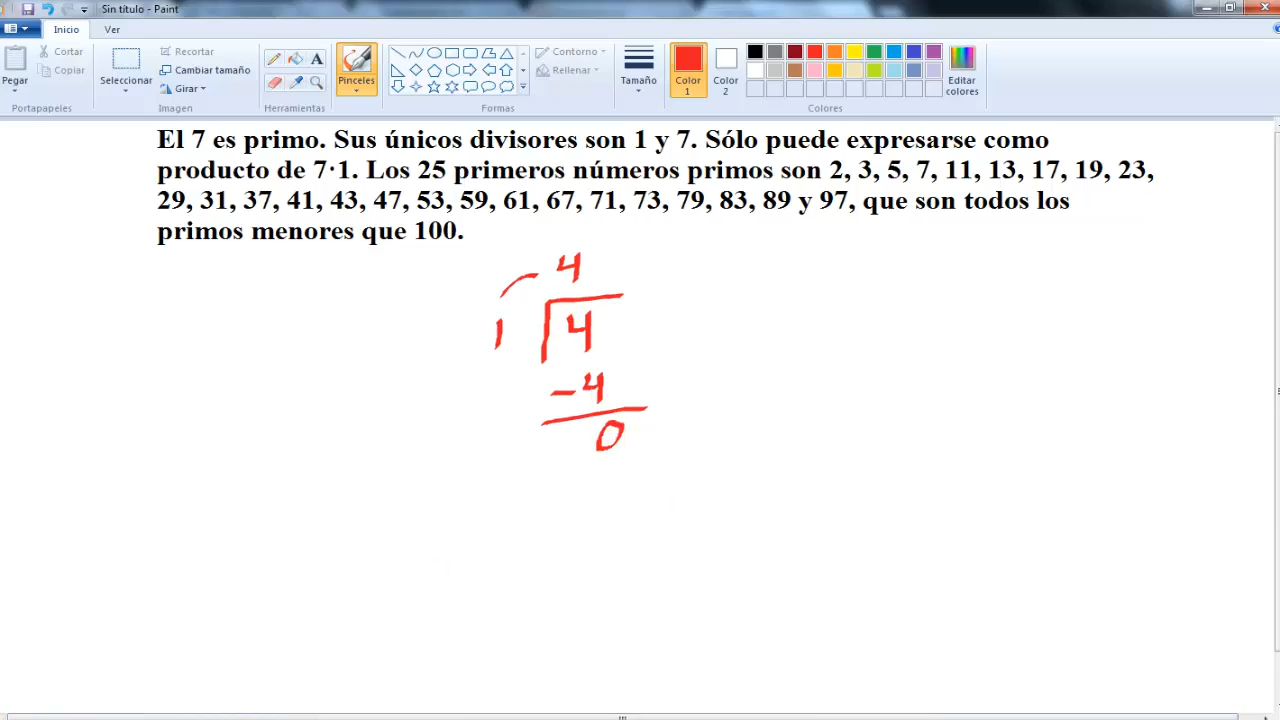 Sin título - Paint
Inicio Ver
Pegar
Cortar
Copiar
Portapapeles
Seleccionar
Recortar
Cambiar tamaño
Girar
Imagen
A
Herramientas
Pinceles
Contorno
Rellenar
Formas
Tamaño
Color 1
Color 2
Editar colores
Colores
El 7 es primo. Sus únicos divisores son 1 y 7. Sólo puede expresarse como
producto de 7·1. Los 25 primeros números primos son 2, 3, 5, 7, 11, 13, 17, 19, 23,
29, 31, 37, 41, 43, 47, 53, 59, 61, 67, 71, 73, 79, 83, 89 y 97, que son todos los
primos menores que 100.
4
1 4
-4
0